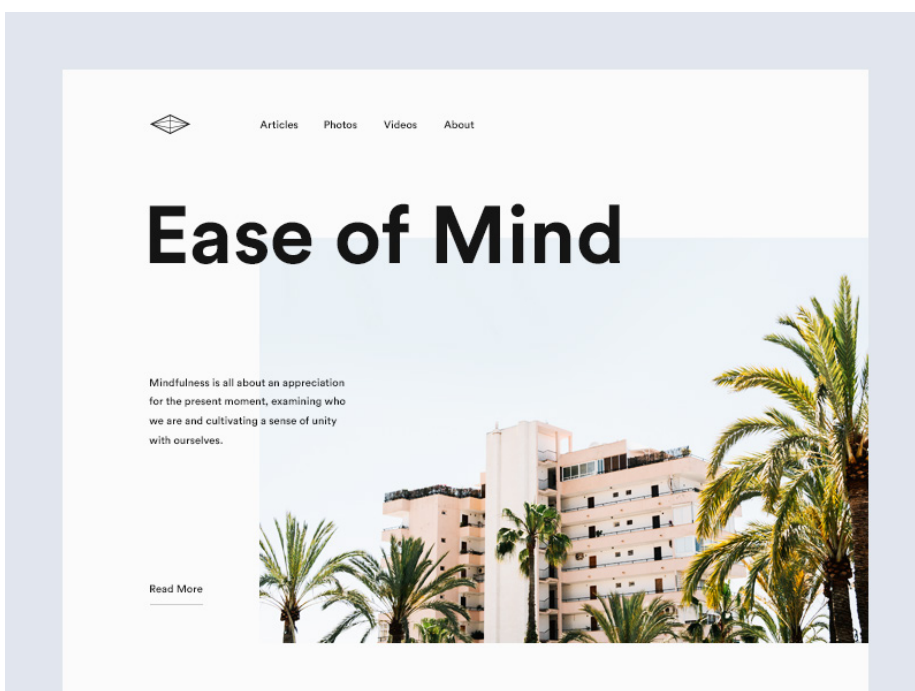 Articles Photos Videos About
Ease of Mind
Mindfulness is all about an appreciation
for the present moment, examining who
we are and cultivating a sense of unity
with ourselves.
Read More